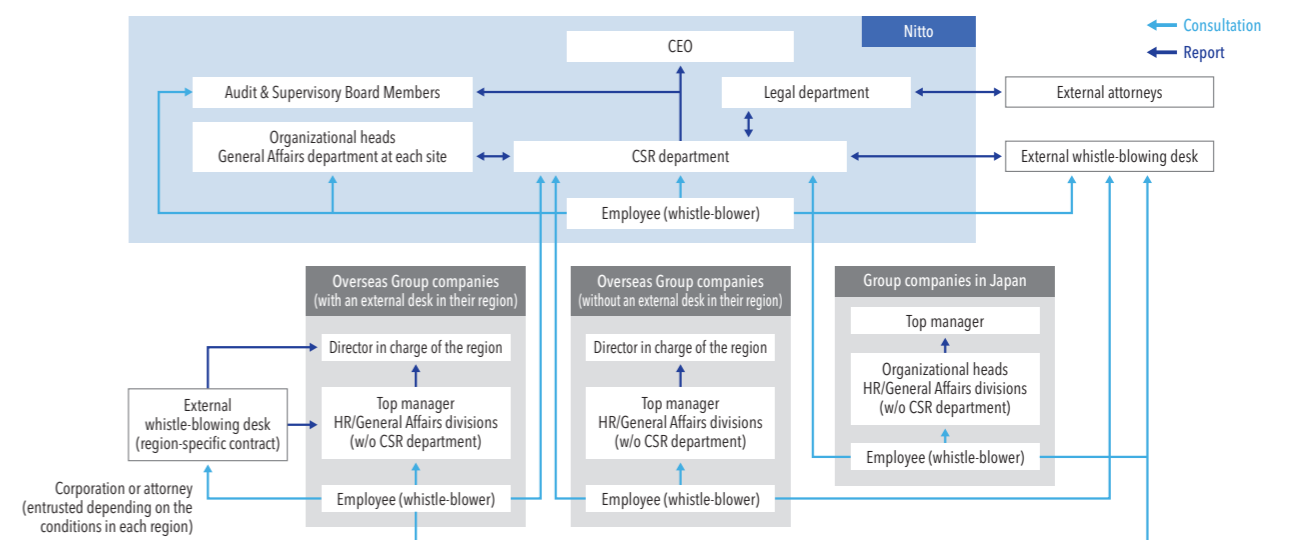 Nitto
Consultation
Report
CEO
Audit & Supervisory Board Members
Legal department
External attorneys
Organizational heads
General Affairs department at each site
CSR department
External whistle-blowing desk
Employee (whistle-blower)
Overseas Group companies
(with an external desk in their region)
Director in charge of the region
Top manager
HR/General Affairs divisions
(w/o CSR department)
Employee (whistle-blower)
External
whistle-blowing desk
(region-specific contract)
Corporation or attorney
(entrusted depending on the
conditions in each region)
Overseas Group companies
(without an external desk in their region)
Director in charge of the region
Top manager
HR/General Affairs divisions
(w/o CSR department)
Employee (whistle-blower)
Group companies in Japan
Top manager
Organizational heads
HR/General Affairs divisions
(w/o CSR department)
Employee (whistle-blower)